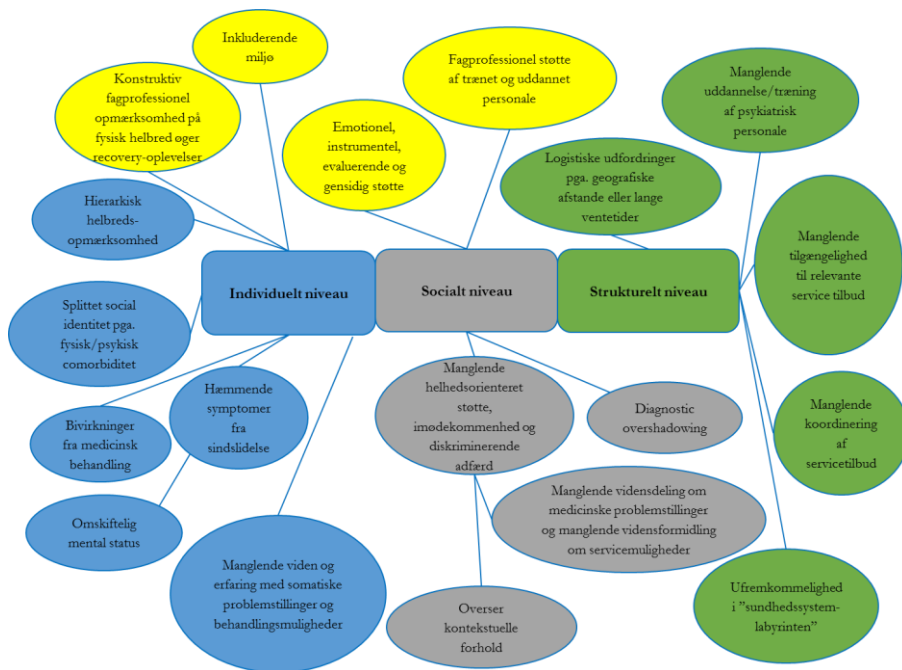 Inkluderende
miljø
Konstruktiv
fagprofessionel
opmærksomhed på
fysisk helbred øger
recovery-oplevelser
Fagprofessionel støtte
af trænet og uddannet
personale
Emotionel,
instrumentel,
evaluerende og
gensidig støtte
Manglende
uddannelse/træning
af psykiatrisk
personale
Logistiske udfordringer
pga. geografiske
afstande eller lange
ventetider
Hierarkisk
helbreds-
opmærksomhed
Manglende
tilgængelighed
til relevante
service tilbud
Individuelt niveau
Socialt niveau
Strukturelt niveau
Splittet social
identitet pga.
fysisk/psykisk
comorbiditet
Hæmmende
symptomer
fra
sindslidelse
Manglende
helhedsorienteret
støtte,
imødekommenhed og
diskriminerende
adfærd
Diagnostic
overshadowing
Manglende
koordinering
af
servicetilbud
Bivirkninger
fra medicinsk
behandling
Omskiftelig
mental status
Manglende vidensdeling om
medicinske problemstillinger
og manglende vidensformidling
om servicemuligheder
Manglende viden og
erfaring med somatiske
problemstillinger og
behandlingsmuligheder
Overser
kontekstuelle
forhold
Ufremkommelighed
i ”sundhedssystem-
labyrinten”